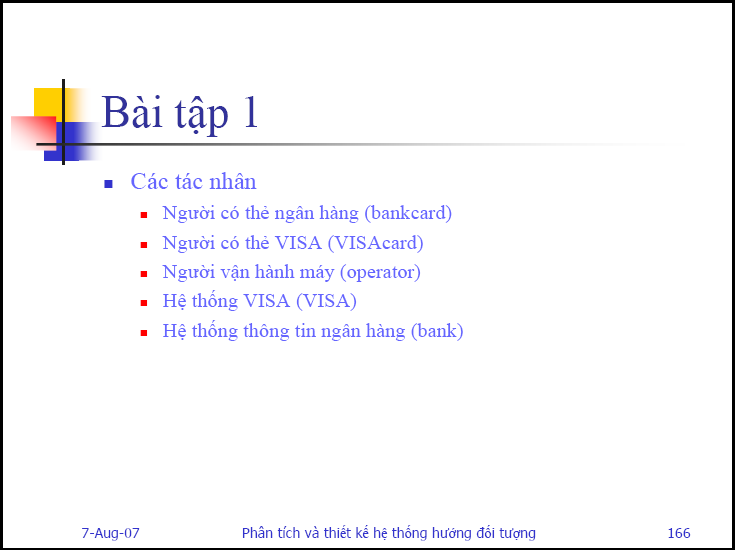 Bài tập 1
Các tác nhân
Người có thẻ ngân hàng (bankcard)
Người có thẻ VISA (VISAcard)
Người vận hành máy (operator)
Hệ thống VISA (VISA)
Hệ thống thông tin ngân hàng (bank)
7-Aug-07 Phân tích và thiết kế hệ thống hướng đối tượng 166